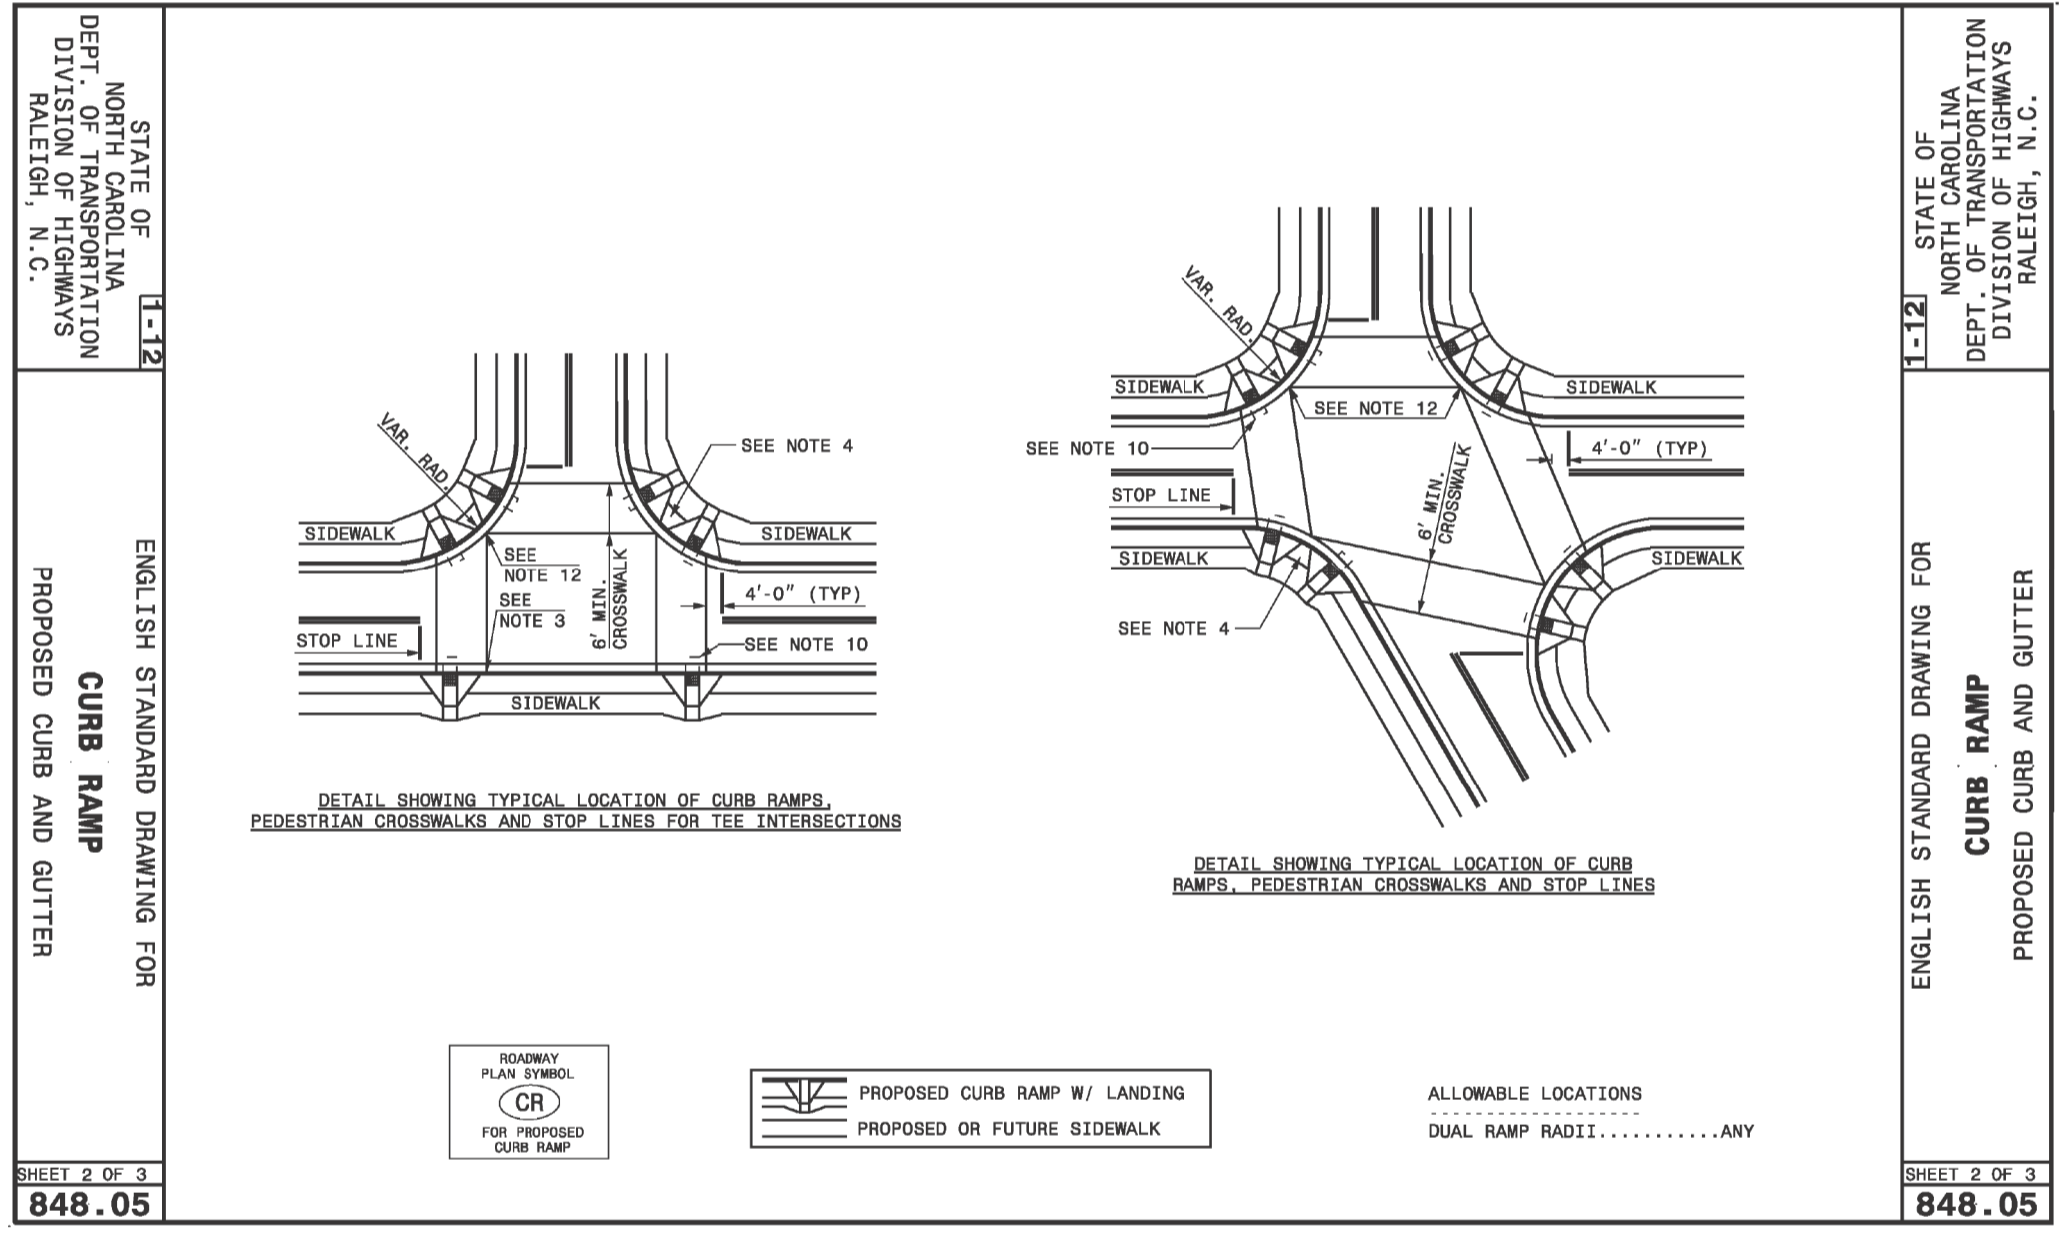 STATE OF
NORTH CAROLINA
DEPT. OF TRANSPORTATION
DIVISION OF HIGHWAYS
RALEIGH, N.C.
1-12
ENGLISH STANDARD DRAWING FOR
CURB RAMP
PROPOSED CURB AND GUTTER
SHEET 2 OF 3
848.05
VAR. RAD.
SEE NOTE 4
SIDEWALK
SIDEWALK
SEE
NOTE 12
SEE
NOTE 3
6' MIN.
CROSSWALK
4'-0" (TYP)
STOP LINE
SEE NOTE 10
SIDEWALK
DETAIL SHOWING TYPICAL LOCATION OF CURB RAMPS,
PEDESTRIAN CROSSWALKS AND STOP LINES FOR TEE INTERSECTIONS
VAR. RAD.
SIDEWALK
SIDEWALK
SEE NOTE 12
SEE NOTE 10
4'-0" (TYP)
6' MIN.
CROSSWALK
STOP LINE
SIDEWALK
SIDEWALK
SEE NOTE 4
DETAIL SHOWING TYPICAL LOCATION OF CURB
RAMPS, PEDESTRIAN CROSSWALKS AND STOP LINES
ROADWAY
PLAN SYMBOL
CR
FOR PROPOSED
CURB RAMP
PROPOSED CURB RAMP W/ LANDING
PROPOSED OR FUTURE SIDEWALK
ALLOWABLE LOCATIONS
-------------------
DUAL RAMP RADII...........ANY
STATE OF
NORTH CAROLINA
DEPT. OF TRANSPORTATION
DIVISION OF HIGHWAYS
RALEIGH, N.C.
1-12
ENGLISH STANDARD DRAWING FOR
CURB RAMP
PROPOSED CURB AND GUTTER
SHEET 2 OF 3
848.05